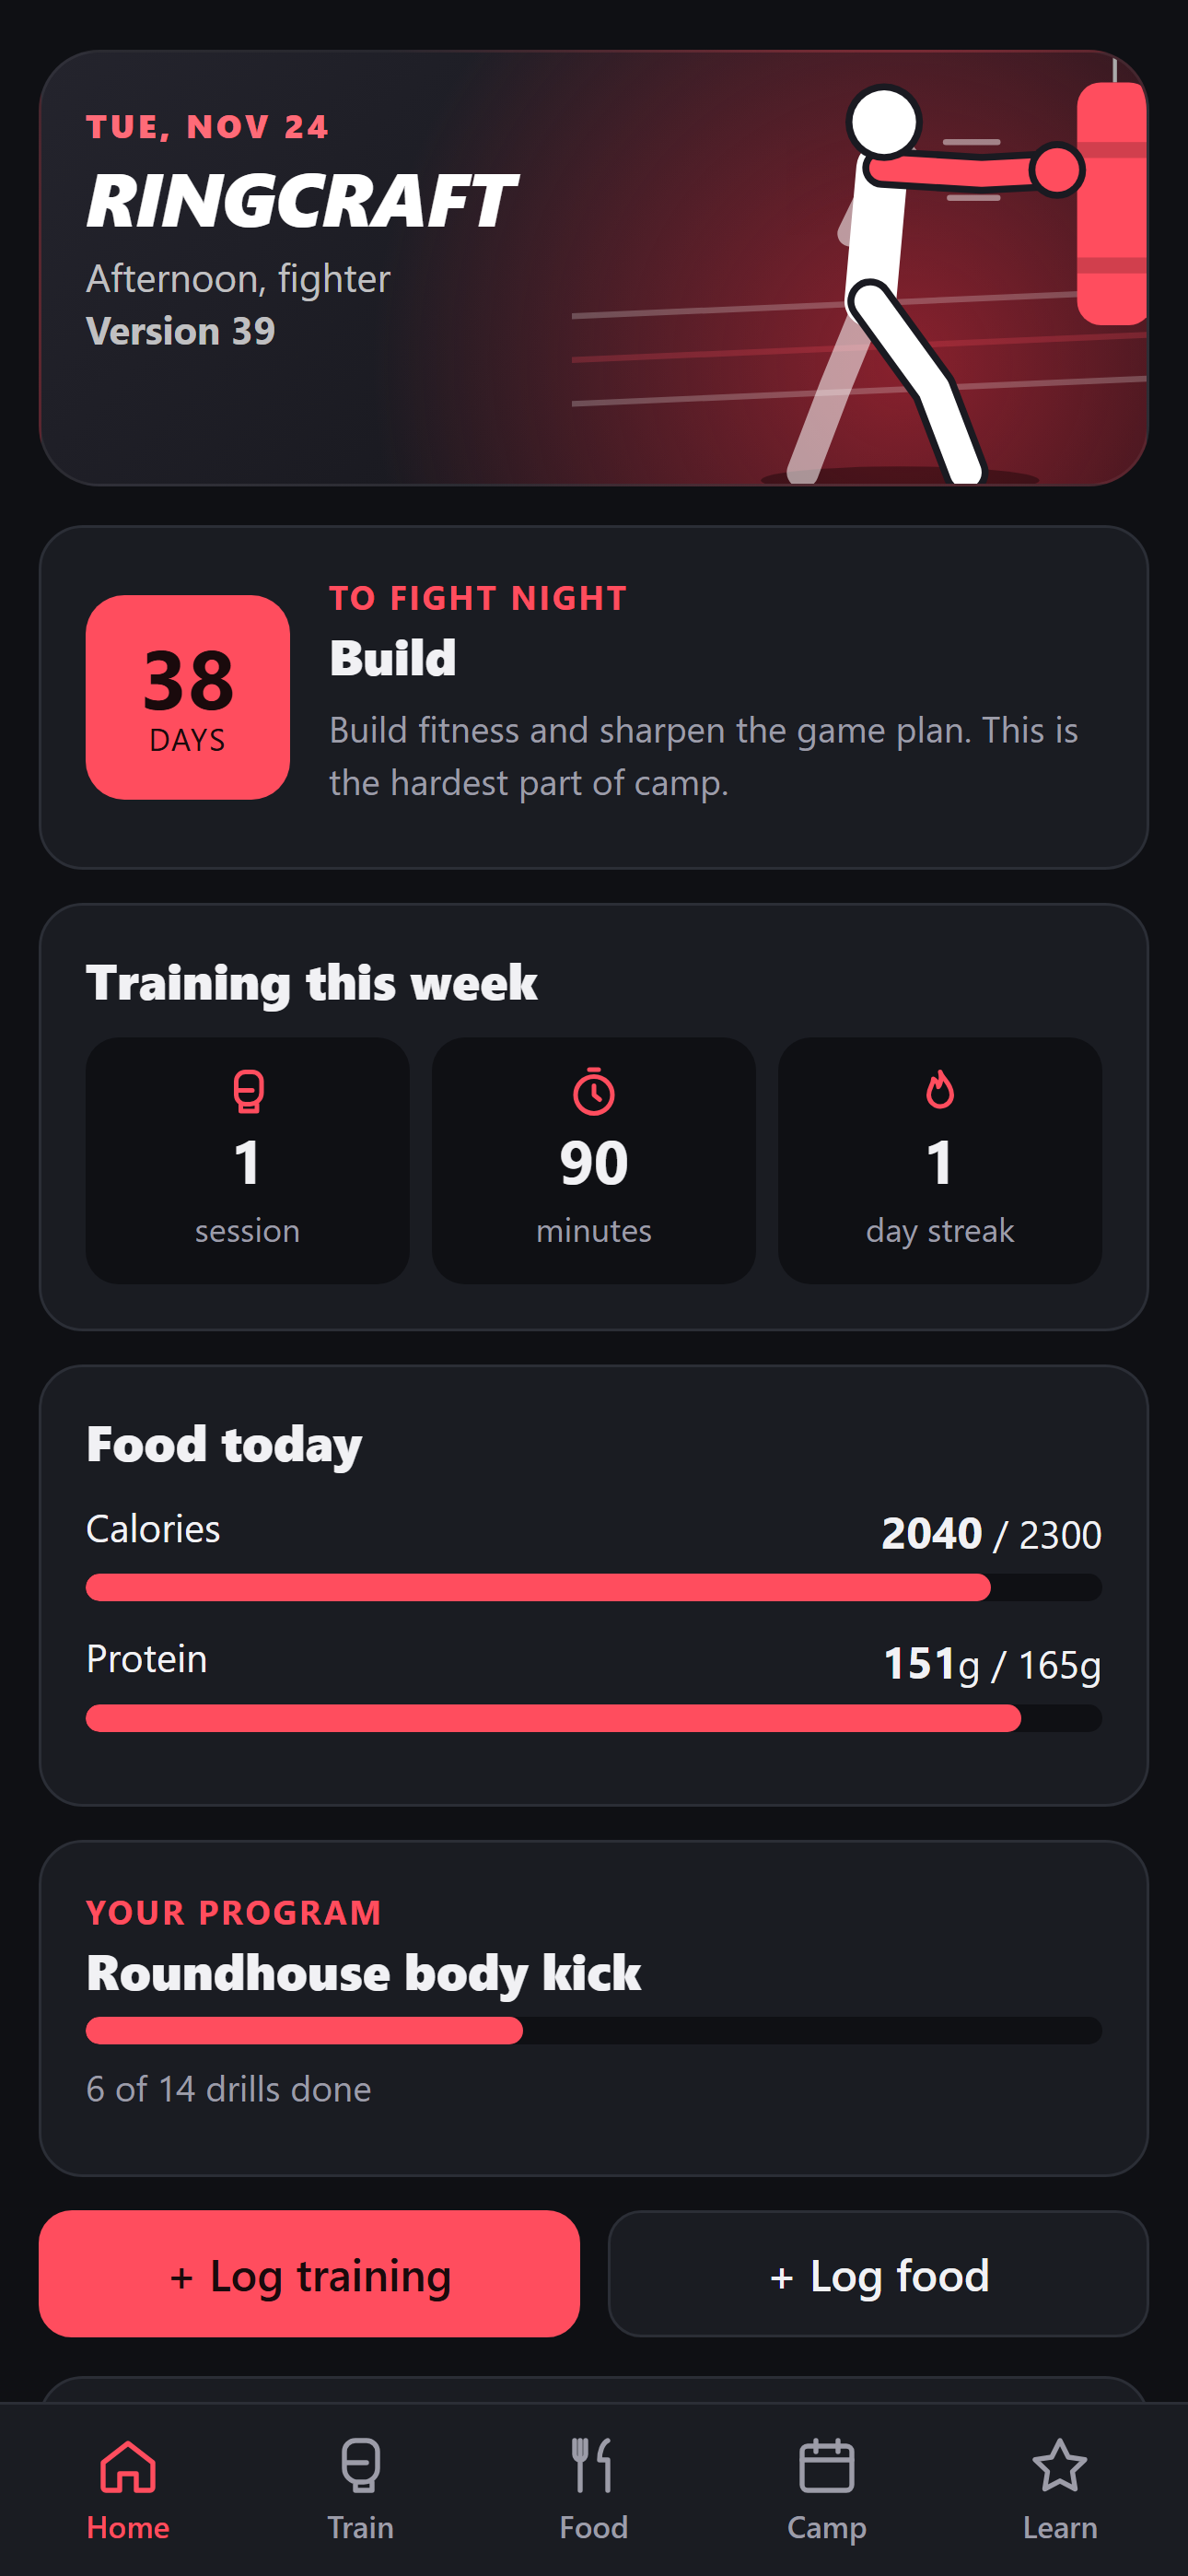 TUE, NOV 24
RINGCRAFT
Afternoon, fighter
Version 39
38
DAYS
TO FIGHT NIGHT
Build
Build fitness and sharpen the game plan. This is
the hardest part of camp.
Training this week
1
session
90
minutes
1
day streak
Food today
Calories
2040 / 2300
Protein
151g / 165g
YOUR PROGRAM
Roundhouse body kick
6 of 14 drills done
+ Log training
+ Log food
Home
Train
Food
Camp
Learn